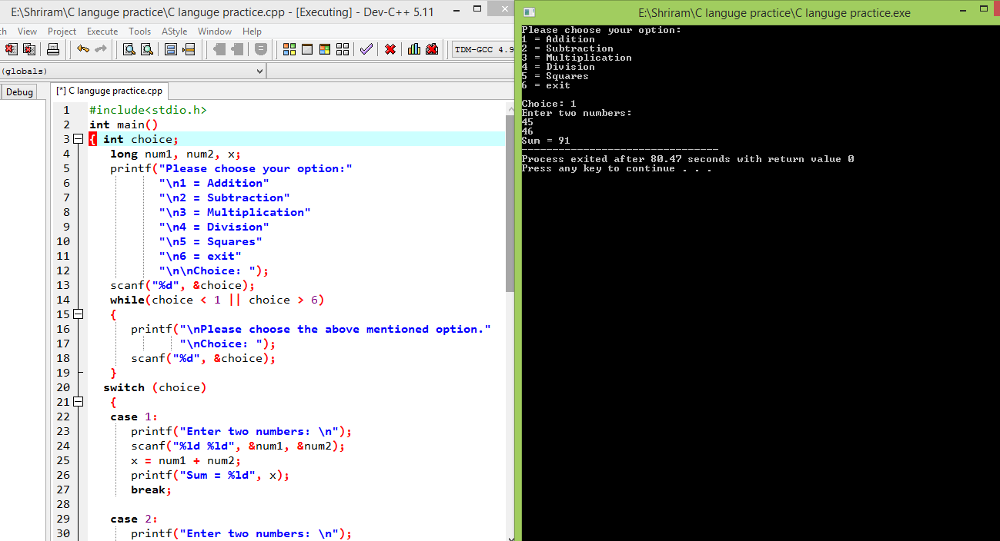 E:\Shriram\C languge practice\C languge practice.cpp - [Executing] - Dev-C++ 5.11
View Project Execute Tools AStyle Window Help
TDM-GCC 4.9
(globals)
Debug
[*] C languge practice.cpp
1 #include<stdio.h>
2 int main()
3 { int choice;
4 long num1, num2, x;
5 printf("Please choose your option:"
6 "\n1 = Addition"
7 "\n2 = Subtraction"
8 "\n3 = Multiplication"
9 "\n4 = Division"
10 "\n5 = Squares"
11 "\n6 = exit"
12 "\n\nChoice: ");
13 scanf("%d", &choice);
14 while(choice < 1 || choice > 6)
15 {
16 printf("\nPlease choose the above mentioned option."
17 "\nChoice: ");
18 scanf("%d", &choice);
19 }
20 switch (choice)
21 {
22 case 1:
23 printf("Enter two numbers: \n");
24 scanf("%ld %ld", &num1, &num2);
25 x = num1 + num2;
26 printf("Sum = %ld", x);
27 break;
28
29 case 2:
30 printf("Enter two numbers: \n");
E:\Shriram\C languge practice\C languge practice.exe
Please choose your option:
1 = Addition
2 = Subtraction
3 = Multiplication
4 = Division
5 = Squares
6 = exit
Choice: 1
Enter two numbers:
45
46
Sum = 91
--------------------------------
Process exited after 80.47 seconds with return value 0
Press any key to continue . . .